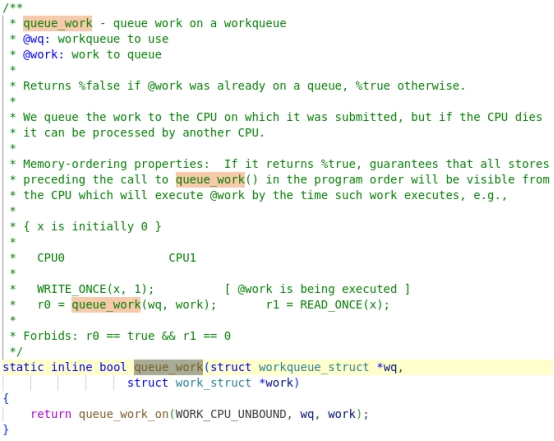 /**
 * queue_work - queue work on a workqueue
 * @wq: workqueue to use
 * @work: work to queue
 *
 * Returns %false if @work was already on a queue, %true otherwise.
 *
 * We queue the work to the CPU on which it was submitted, but if the CPU dies
 * it can be processed by another CPU.
 *
 * Memory-ordering properties:  If it returns %true, guarantees that all stores
 * preceding the call to queue_work() in the program order will be visible from
 * the CPU which will execute @work by the time such work executes, e.g.,
 *
 * { x is initially 0 }
 *
 *   CPU0               CPU1
 *
 *   WRITE_ONCE(x, 1);          [ @work is being executed ]
 *   r0 = queue_work(wq, work);       r1 = READ_ONCE(x);
 *
 * Forbids: r0 == true && r1 == 0
 */
static inline bool queue_work(struct workqueue_struct *wq,
                  struct work_struct *work)
{
    return queue_work_on(WORK_CPU_UNBOUND, wq, work);
}